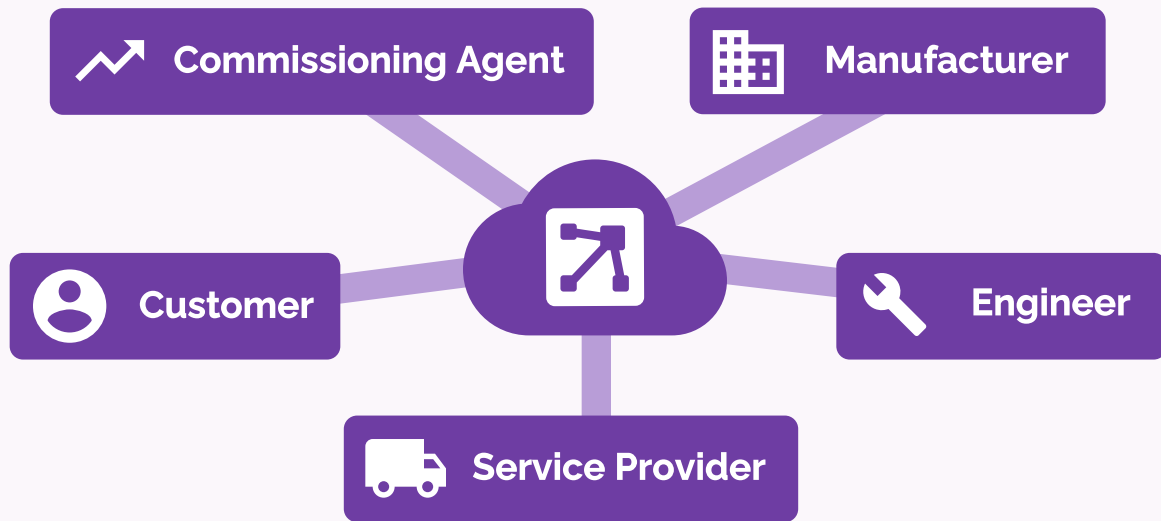 Commissioning Agent
Manufacturer
Customer
Engineer
Service Provider